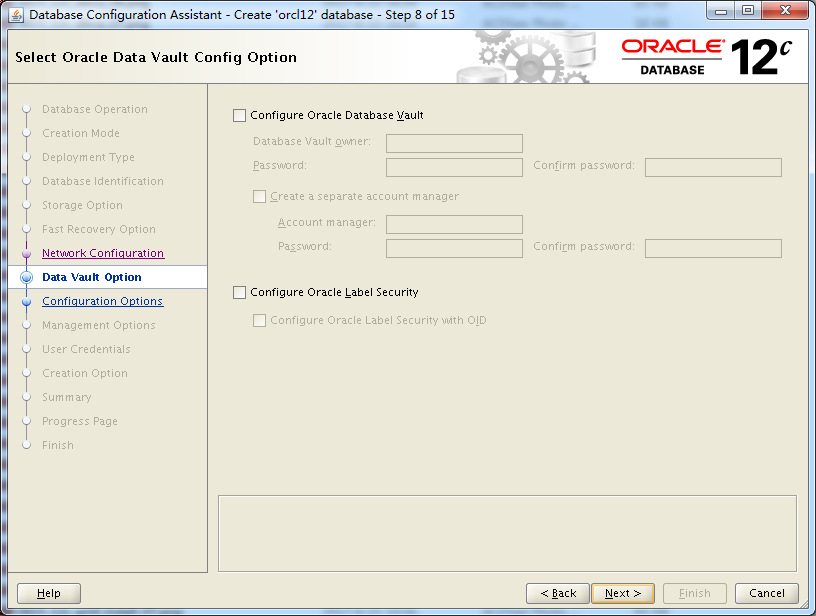 Database Configuration Assistant - Create 'orcl12' database - Step 8 of 15
Select Oracle Data Vault Config Option
ORACLE®
DATABASE
12c
Database Operation
Creation Mode
Deployment Type
Database Identification
Storage Option
Fast Recovery Option
Network Configuration
Data Vault Option
Configuration Options
Management Options
User Credentials
Creation Option
Summary
Progress Page
Finish
Configure Oracle Database Vault
Database Vault owner:
Password: Confirm password:
Create a separate account manager
Account manager:
Password: Confirm password:
Configure Oracle Label Security
Configure Oracle Label Security with OID
Help < Back Next > Finish Cancel